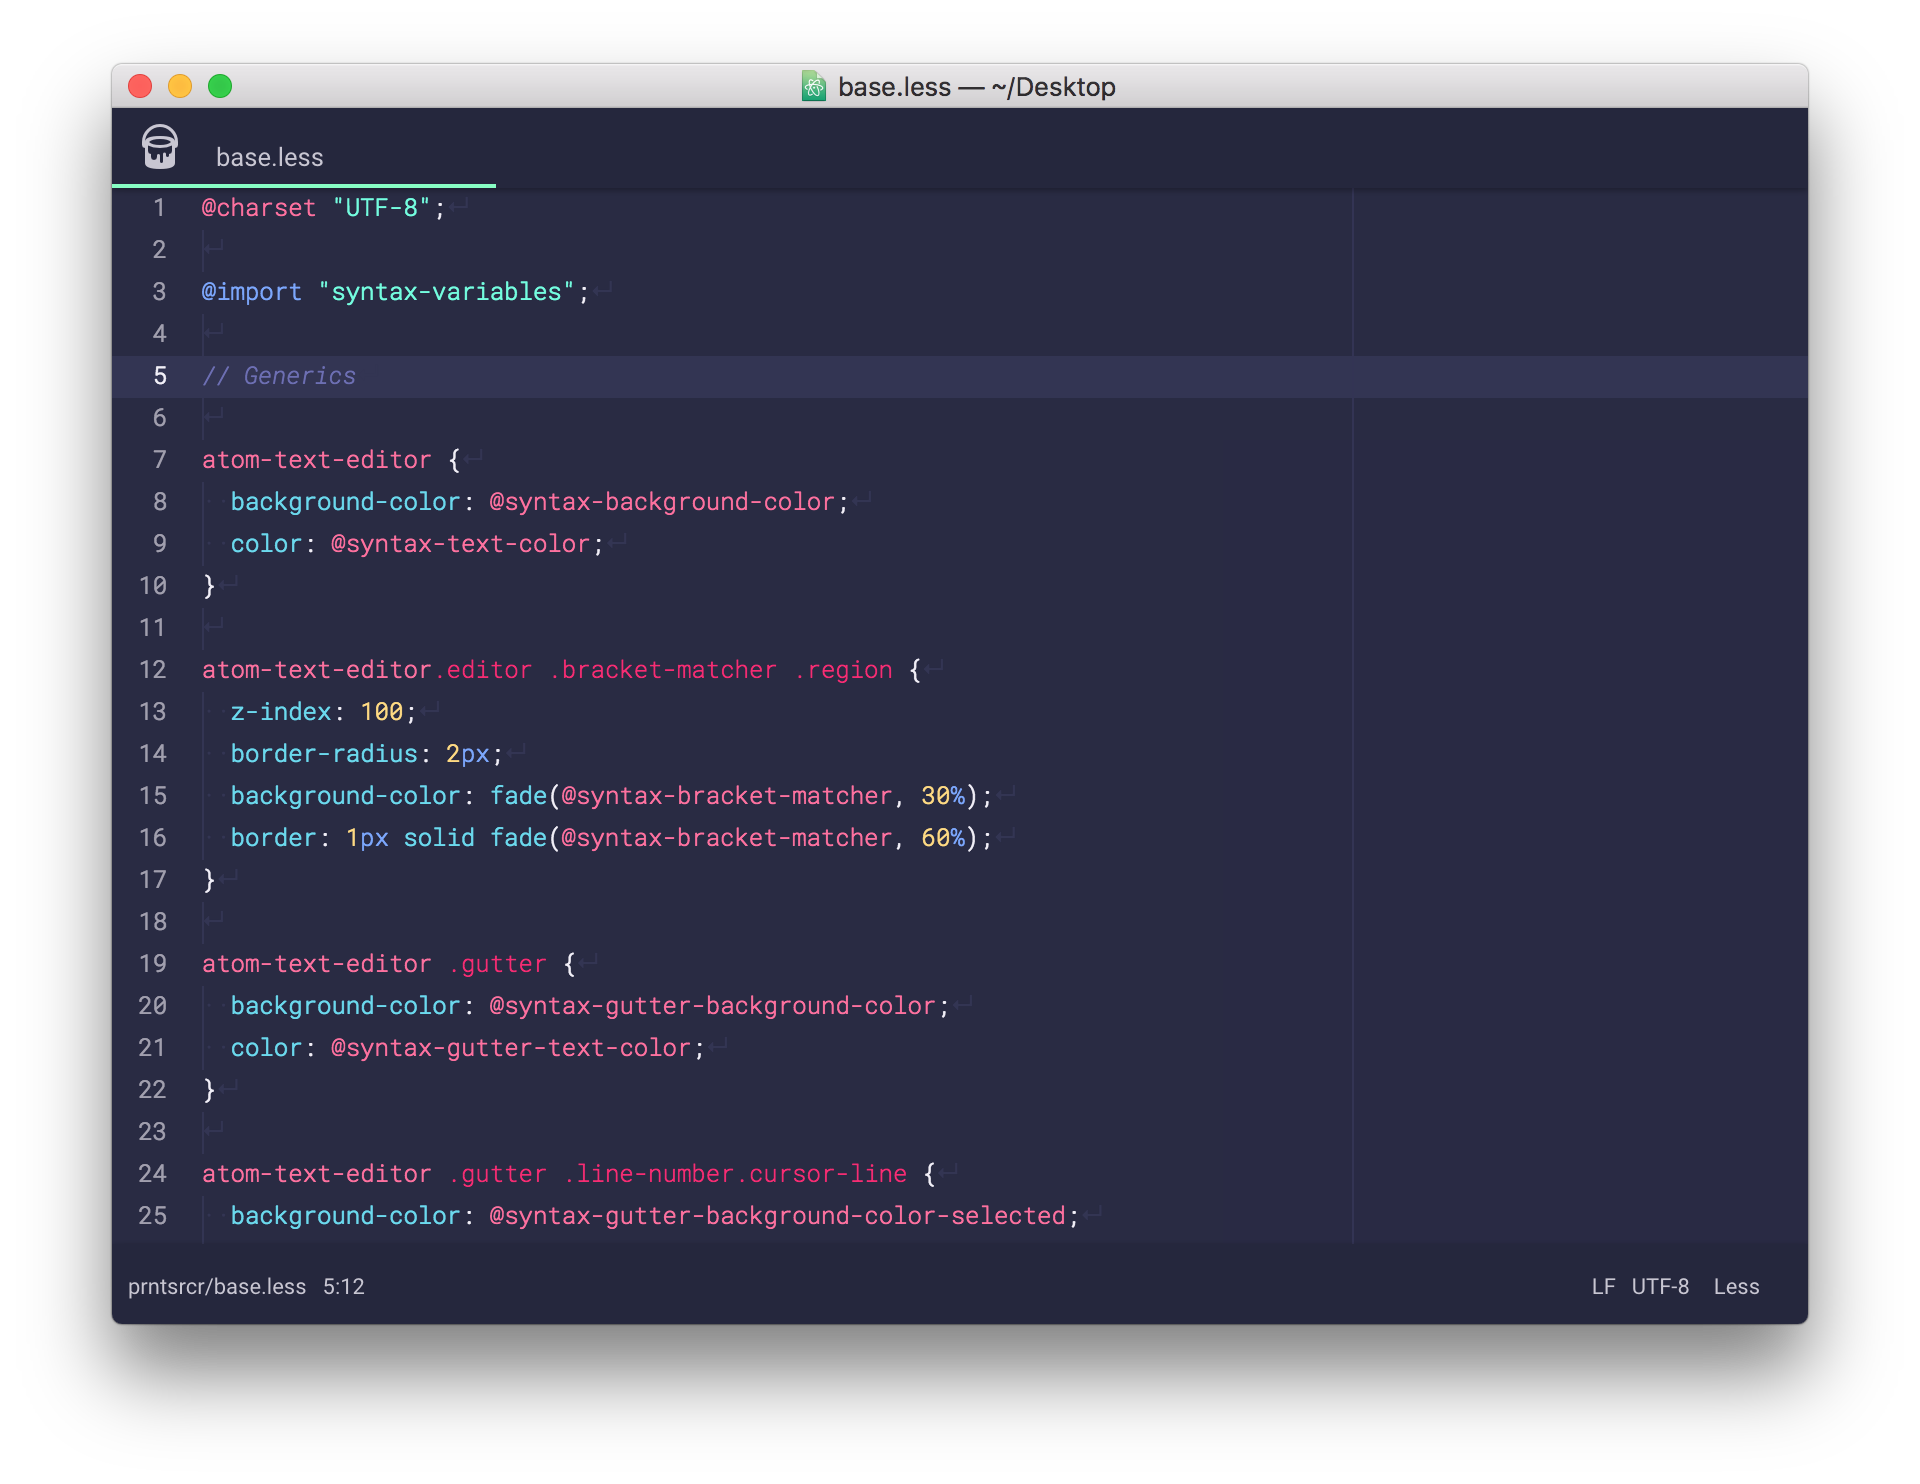 base.less — ~/Desktop
base.less
1 @charset "UTF-8";
2
3 @import "syntax-variables";
4
5 // Generics
6
7 atom-text-editor {
8   background-color: @syntax-background-color;
9   color: @syntax-text-color;
10 }
11
12 atom-text-editor.editor .bracket-matcher .region {
13   z-index: 100;
14   border-radius: 2px;
15   background-color: fade(@syntax-bracket-matcher, 30%);
16   border: 1px solid fade(@syntax-bracket-matcher, 60%);
17 }
18
19 atom-text-editor .gutter {
20   background-color: @syntax-gutter-background-color;
21   color: @syntax-gutter-text-color;
22 }
23
24 atom-text-editor .gutter .line-number.cursor-line {
25   background-color: @syntax-gutter-background-color-selected;
prntsrcr/base.less 5:12 LF UTF-8 Less